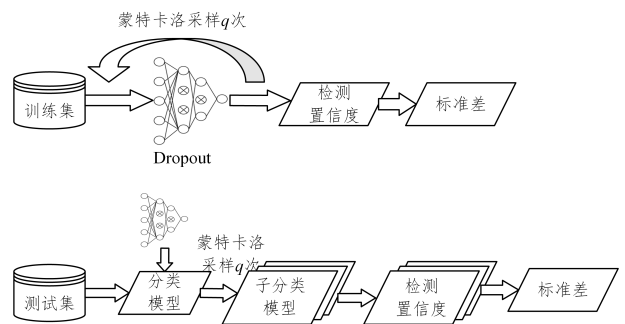 蒙特卡洛采样q次
训练集
检测
置信度
标准差
Dropout
蒙特卡洛
采样q次
测试集
分类
模型
子分类
模型
检测
置信度
标准差